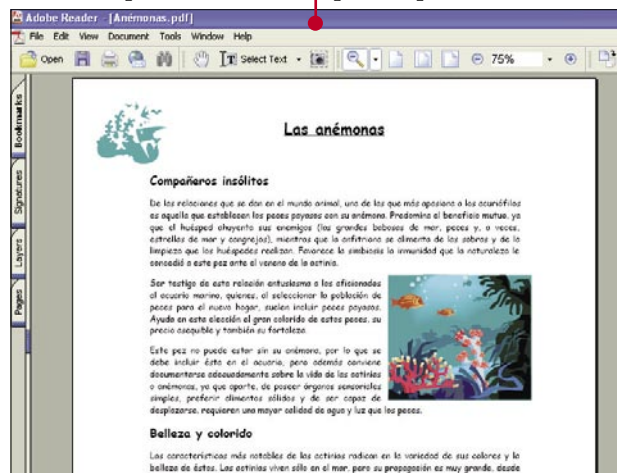 Adobe Reader - [Anémonas.pdf]
File Edit View Document Tools Window Help
Open Select Text 75%
Bookmarks
Signatures
Layers
Pages
Las anémonas
Compañeros insólitos
De las relaciones que se dan en el mundo animal, una de las que más apasiona a los acuariófilos
es aquella que establecen los peces payasos con su anémona. Predomina el beneficio mutuo, ya
que el huésped ahuyenta sus enemigos (las grandes babosas de mar, peces y, a veces,
estrellas de mar y cangrejos), mientras que la anfitriona se alimenta de las sobras y de la
limpieza que los huéspedes realizan. Favorece la simbiosis la inmunidad que la naturaleza le
concedió a este pez ante el veneno de la actinia.
Ser testigo de esta relación entusiasma a los aficionados
al acuario marino, quienes, al seleccionar la población de
peces para el nuevo hogar, suelen incluir peces payasos.
Ayuda en esta elección el gran colorido de estos peces, su
precio asequible y también su fortaleza.
Este pez no puede estar sin su anémona, por lo que se
debe incluir ésta en el acuario, pero además conviene
documentarse adecuadamente sobre la vida de las actinias
o anémonas, ya que aparte, de poseer órganos sensoriales
simples, preferir alimentos sólidos y de ser capaz de
desplazarse, requieren una mayor calidad de agua y luz que los peces.
Belleza y colorido
Las características más notables de las actinias radican en la variedad de sus colores y la
belleza de éstas. Las actinias viven sólo en el mar, pero su propagación es muy grande, desde